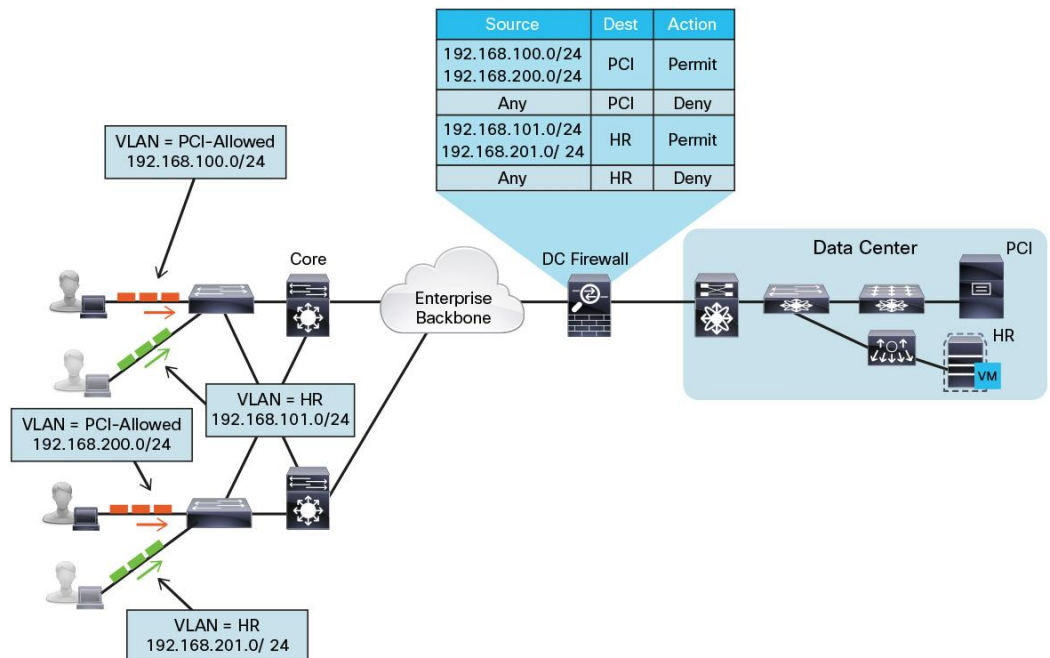 Source Dest Action
192.168.100.0/24
192.168.200.0/24
PCI Permit
Any PCI Deny
192.168.101.0/24
192.168.201.0/ 24
HR Permit
Any HR Deny
VLAN = PCI-Allowed
192.168.100.0/24
Core
Enterprise
Backbone
DC Firewall
Data Center
PCI
HR
VM
VLAN = HR
192.168.101.0/24
VLAN = PCI-Allowed
192.168.200.0/24
VLAN = HR
192.168.201.0/ 24